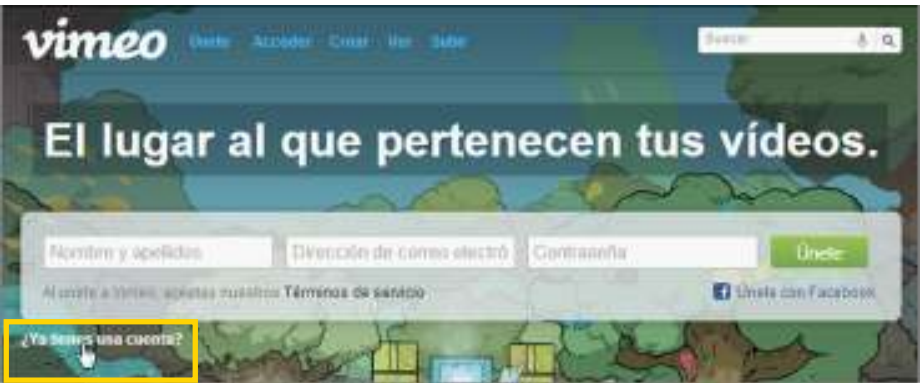 vimeo Únete Acceder Crear Ver Subir
Buscar
El lugar al que pertenecen tus vídeos.
Nombre y apellidos Dirección de correo electró Contraseña Únete
Al unirte a Vimeo, aceptas nuestros Términos de servicio Únete con Facebook
¿Ya tienes una cuenta?